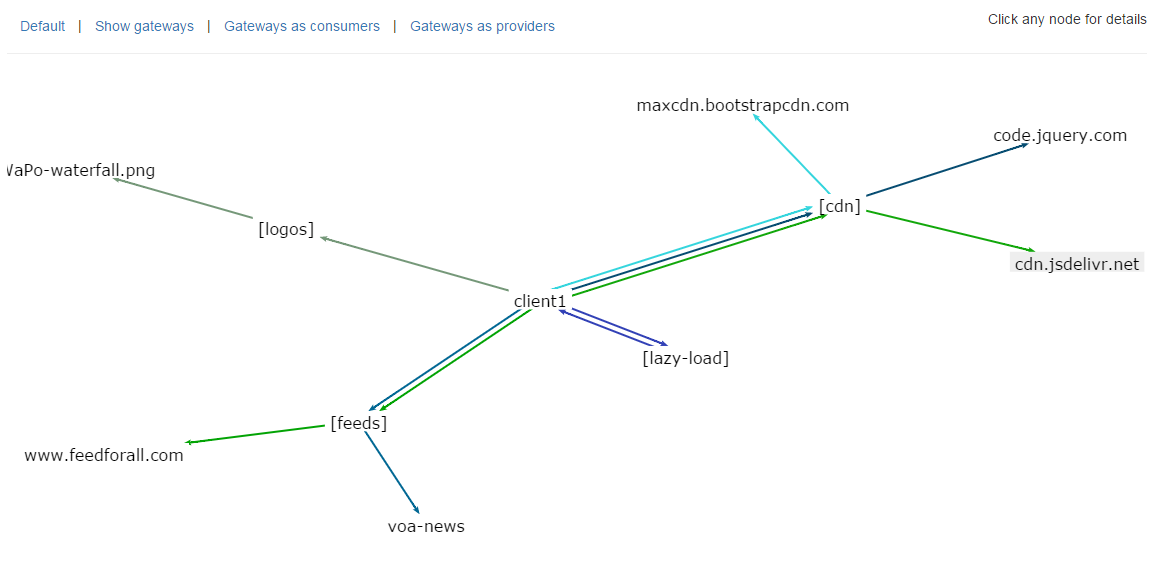 Default | Show gateways | Gateways as consumers | Gateways as providers
Click any node for details
maxcdn.bootstrapcdn.com
code.jquery.com
WaPo-waterfall.png
[cdn]
[logos]
cdn.jsdelivr.net
client1
[lazy-load]
[feeds]
www.feedforall.com
voa-news